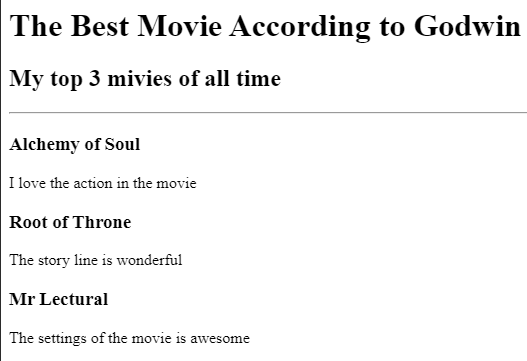 The Best Movie According to Godwin
My top 3 mivies of all time
Alchemy of Soul
I love the action in the movie
Root of Throne
The story line is wonderful
Mr Lectural
The settings of the movie is awesome